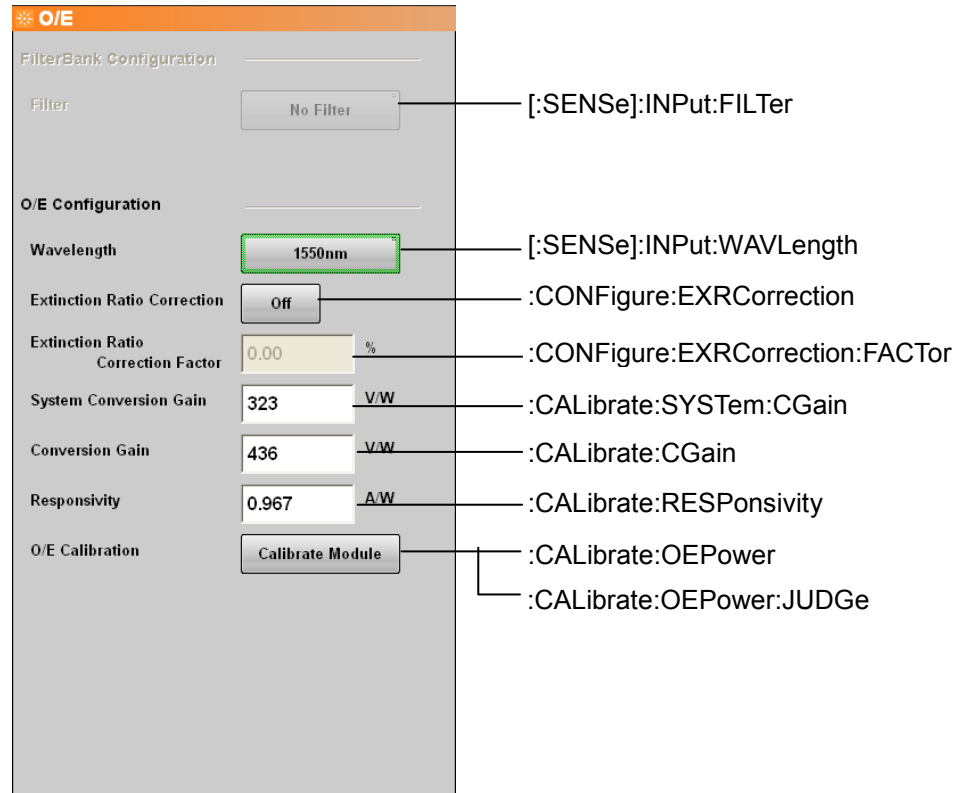 O/E
FilterBank Configuration
Filter
No Filter
[:SENSe]:INPut:FILTer
O/E Configuration
Wavelength
1550nm
[:SENSe]:INPut:WAVLength
Extinction Ratio Correction
Off
:CONFigure:EXRCorrection
Extinction Ratio
Correction Factor
0.00
%
:CONFigure:EXRCorrection:FACTor
System Conversion Gain
323
V/W
:CALibrate:SYSTem:CGain
Conversion Gain
436
V/W
:CALibrate:CGain
Responsivity
0.967
A/W
:CALibrate:RESPonsivity
O/E Calibration
Calibrate Module
:CALibrate:OEPower
:CALibrate:OEPower:JUDGe